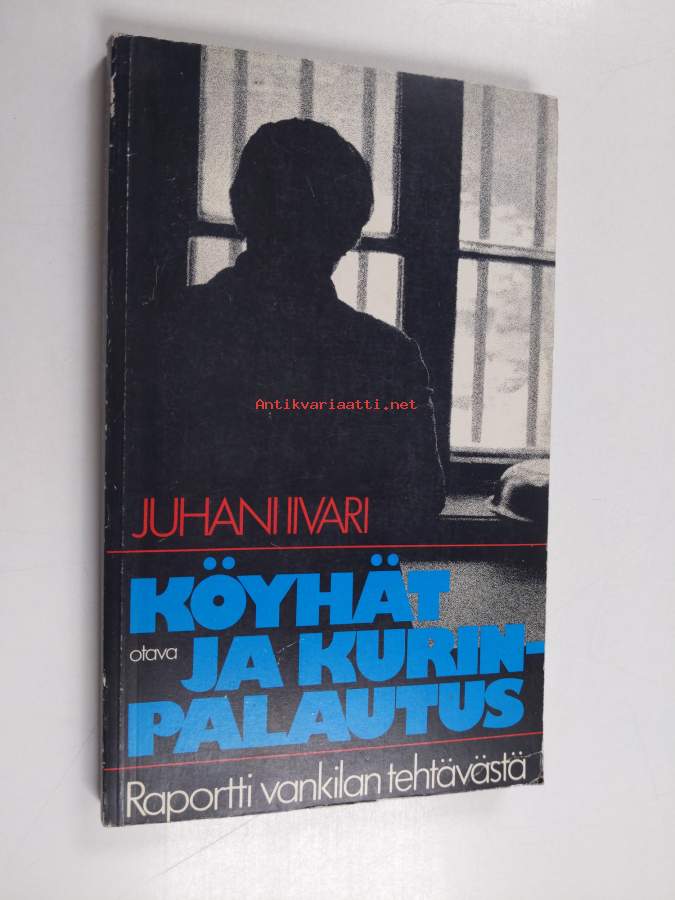 Antikvariaatti.net
JUHANI IIVARI
KÖYHÄT
otava JA KURIN-
PALAUTUS
Raportti vankilan tehtävästä